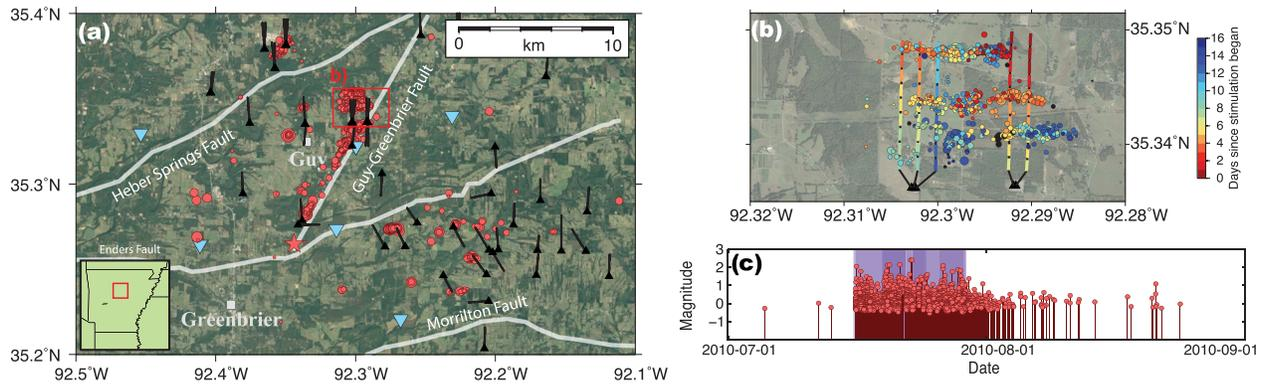 (a)
0
km
10
b)
Heber Springs Fault
Guy-Greenbrier Fault
Guy
Enders Fault
Greenbrier
Morrilton Fault
35.4˚N
35.3˚N
35.2˚N
92.5˚W
92.4˚W
92.3˚W
92.2˚W
92.1˚W
(b)
35.35˚N
35.34˚N
92.32˚W
92.31˚W
92.3˚W
92.29˚W
92.28˚W
16
14
12
10
8
6
4
2
0
Days since stimulation began
(c)
Magnitude
3
2
1
0
−1
2010-07-01
2010-08-01
2010-09-01
Date